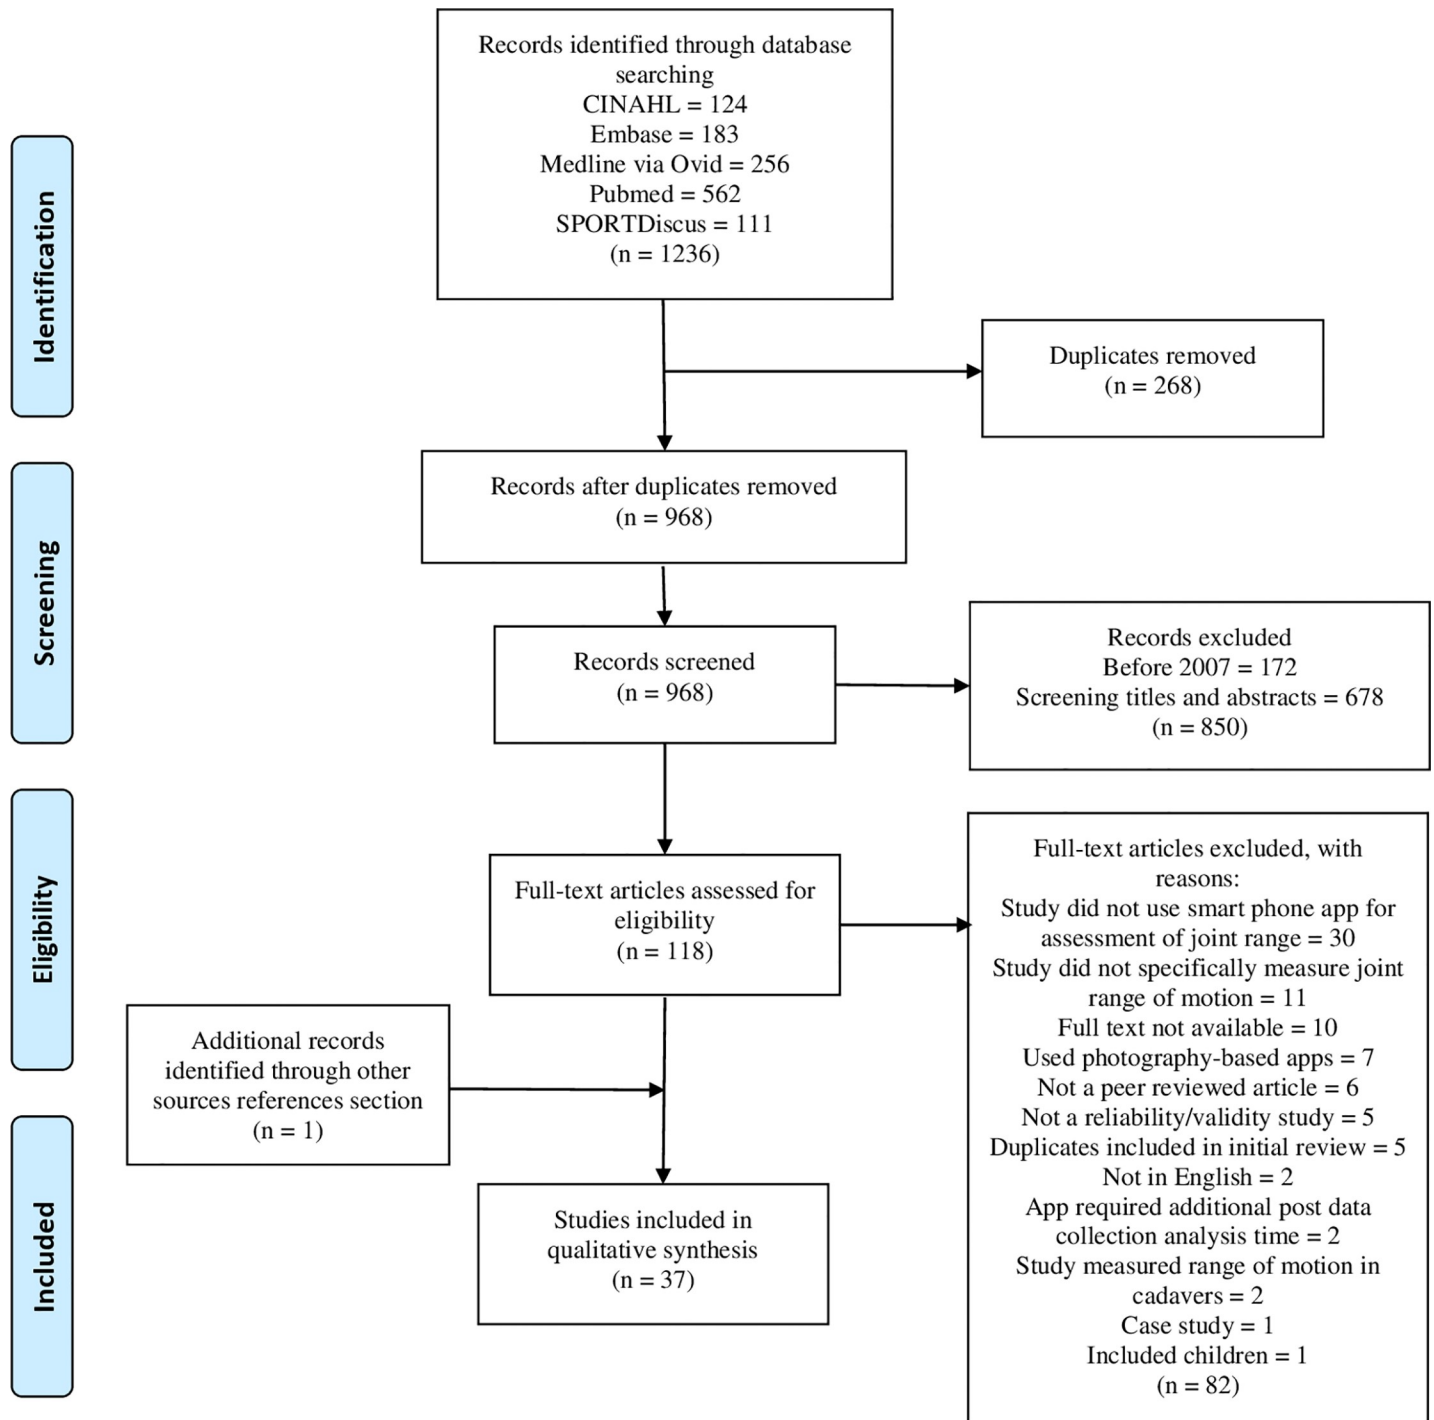 Identification
Records identified through database
searching
CINAHL = 124
Embase = 183
Medline via Ovid = 256
Pubmed = 562
SPORTDiscus = 111
(n = 1236)
Duplicates removed
(n = 268)
Screening
Records after duplicates removed
(n = 968)
Records screened
(n = 968)
Records excluded
Before 2007 = 172
Screening titles and abstracts = 678
(n = 850)
Eligibility
Full-text articles assessed for
eligibility
(n = 118)
Full-text articles excluded, with
reasons:
Study did not use smart phone app for
assessment of joint range = 30
Study did not specifically measure joint
range of motion = 11
Full text not available = 10
Used photography-based apps = 7
Not a peer reviewed article = 6
Not a reliability/validity study = 5
Duplicates included in initial review = 5
Not in English = 2
App required additional post data
collection analysis time = 2
Study measured range of motion in
cadavers = 2
Case study = 1
Included children = 1
(n = 82)
Additional records
identified through other
sources references section
(n = 1)
Included
Studies included in
qualitative synthesis
(n = 37)